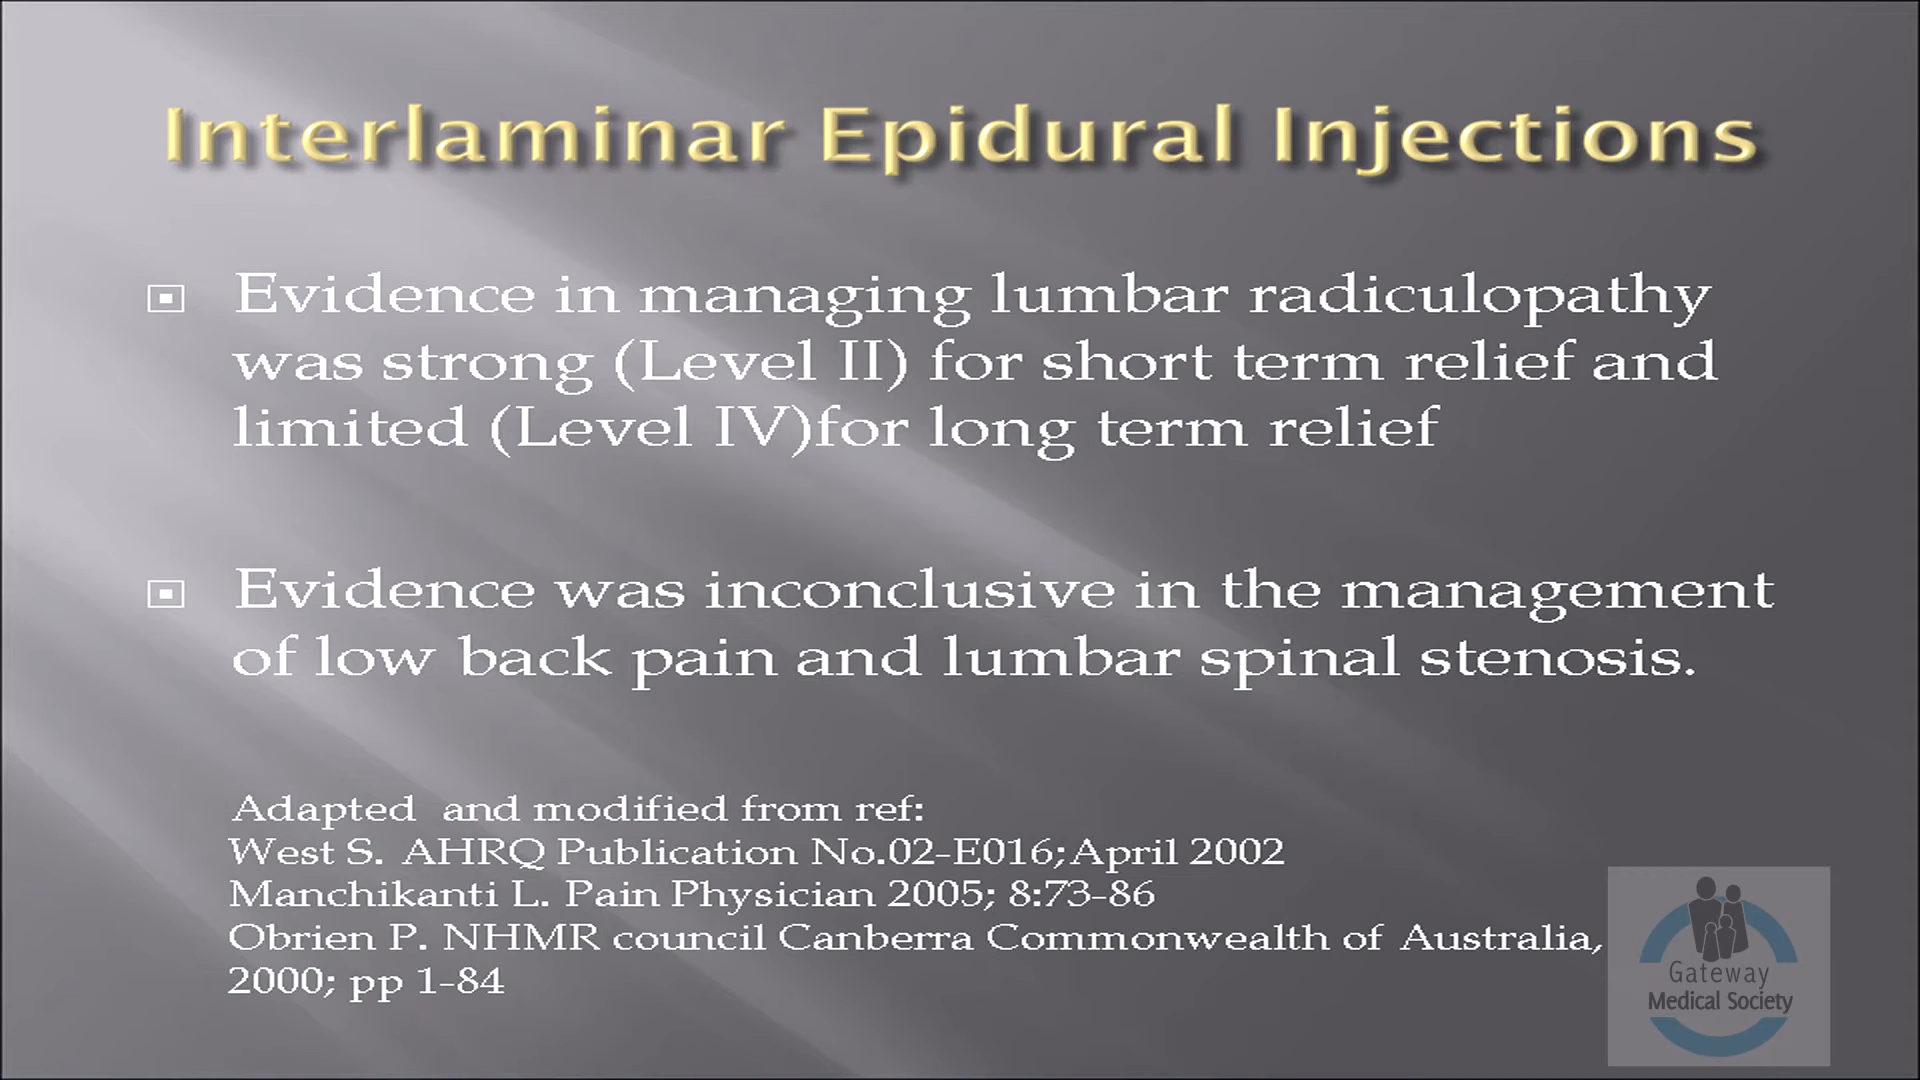 Interlaminar Epidural Injections
Evidence in managing lumbar radiculopathy
was strong (Level II) for short term relief and
limited (Level IV)for long term relief
Evidence was inconclusive in the management
of low back pain and lumbar spinal stenosis.
Adapted  and modified from ref:
West S. AHRQ Publication No.02-E016;April 2002
Manchikanti L. Pain Physician 2005; 8:73-86
Obrien P. NHMR council Canberra Commonwealth of Australia,
2000; pp 1-84
Gateway
Medical Society